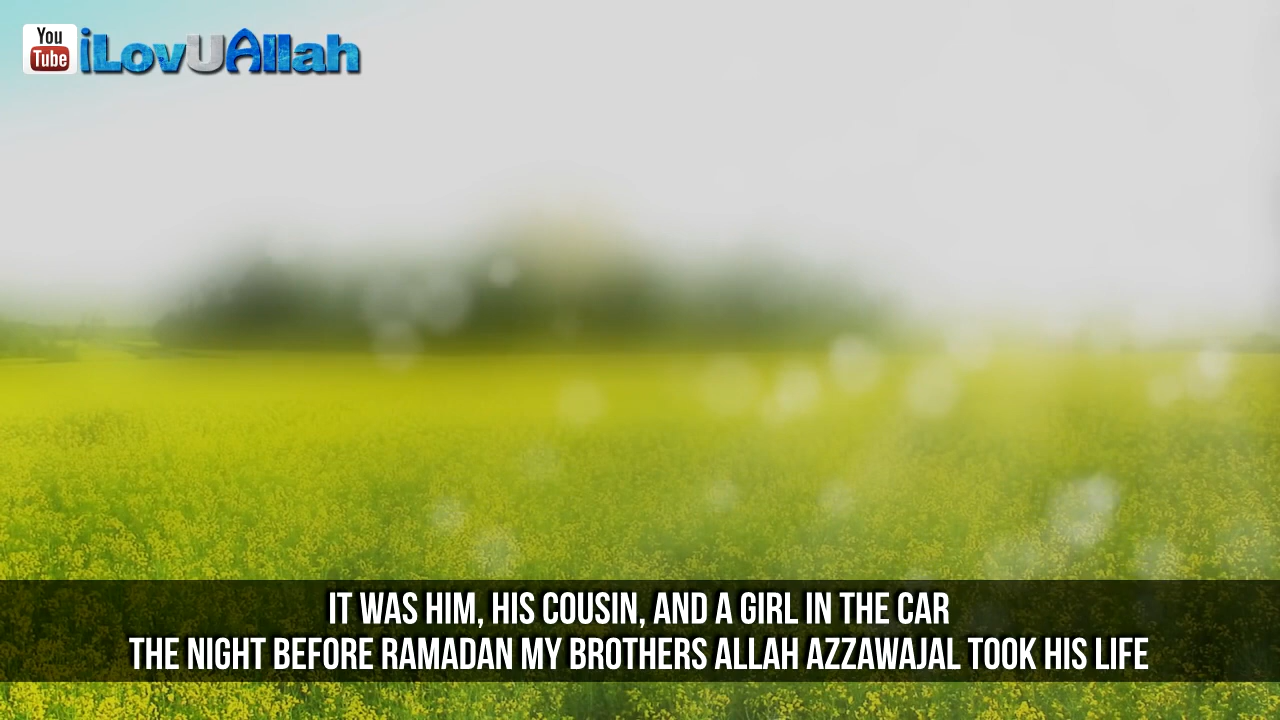 You
Tube
iLovUAllah
IT WAS HIM, HIS COUSIN, AND A GIRL IN THE CAR
THE NIGHT BEFORE RAMADAN MY BROTHERS ALLAH AZZAWAJAL TOOK HIS LIFE